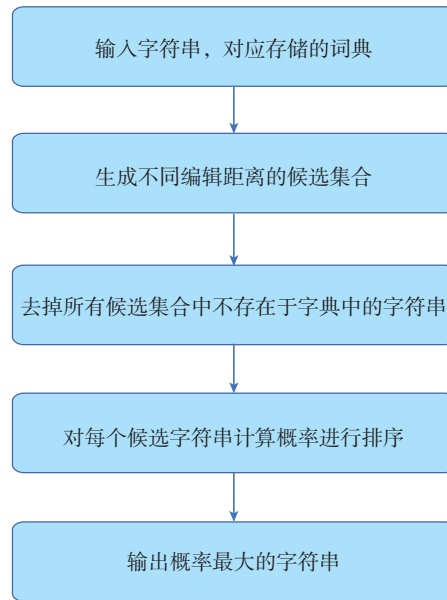 输入字符串，对应存储的词典
生成不同编辑距离的候选集合
去掉所有候选集合中不存在于字典中的字符串
对每个候选字符串计算概率进行排序
输出概率最大的字符串